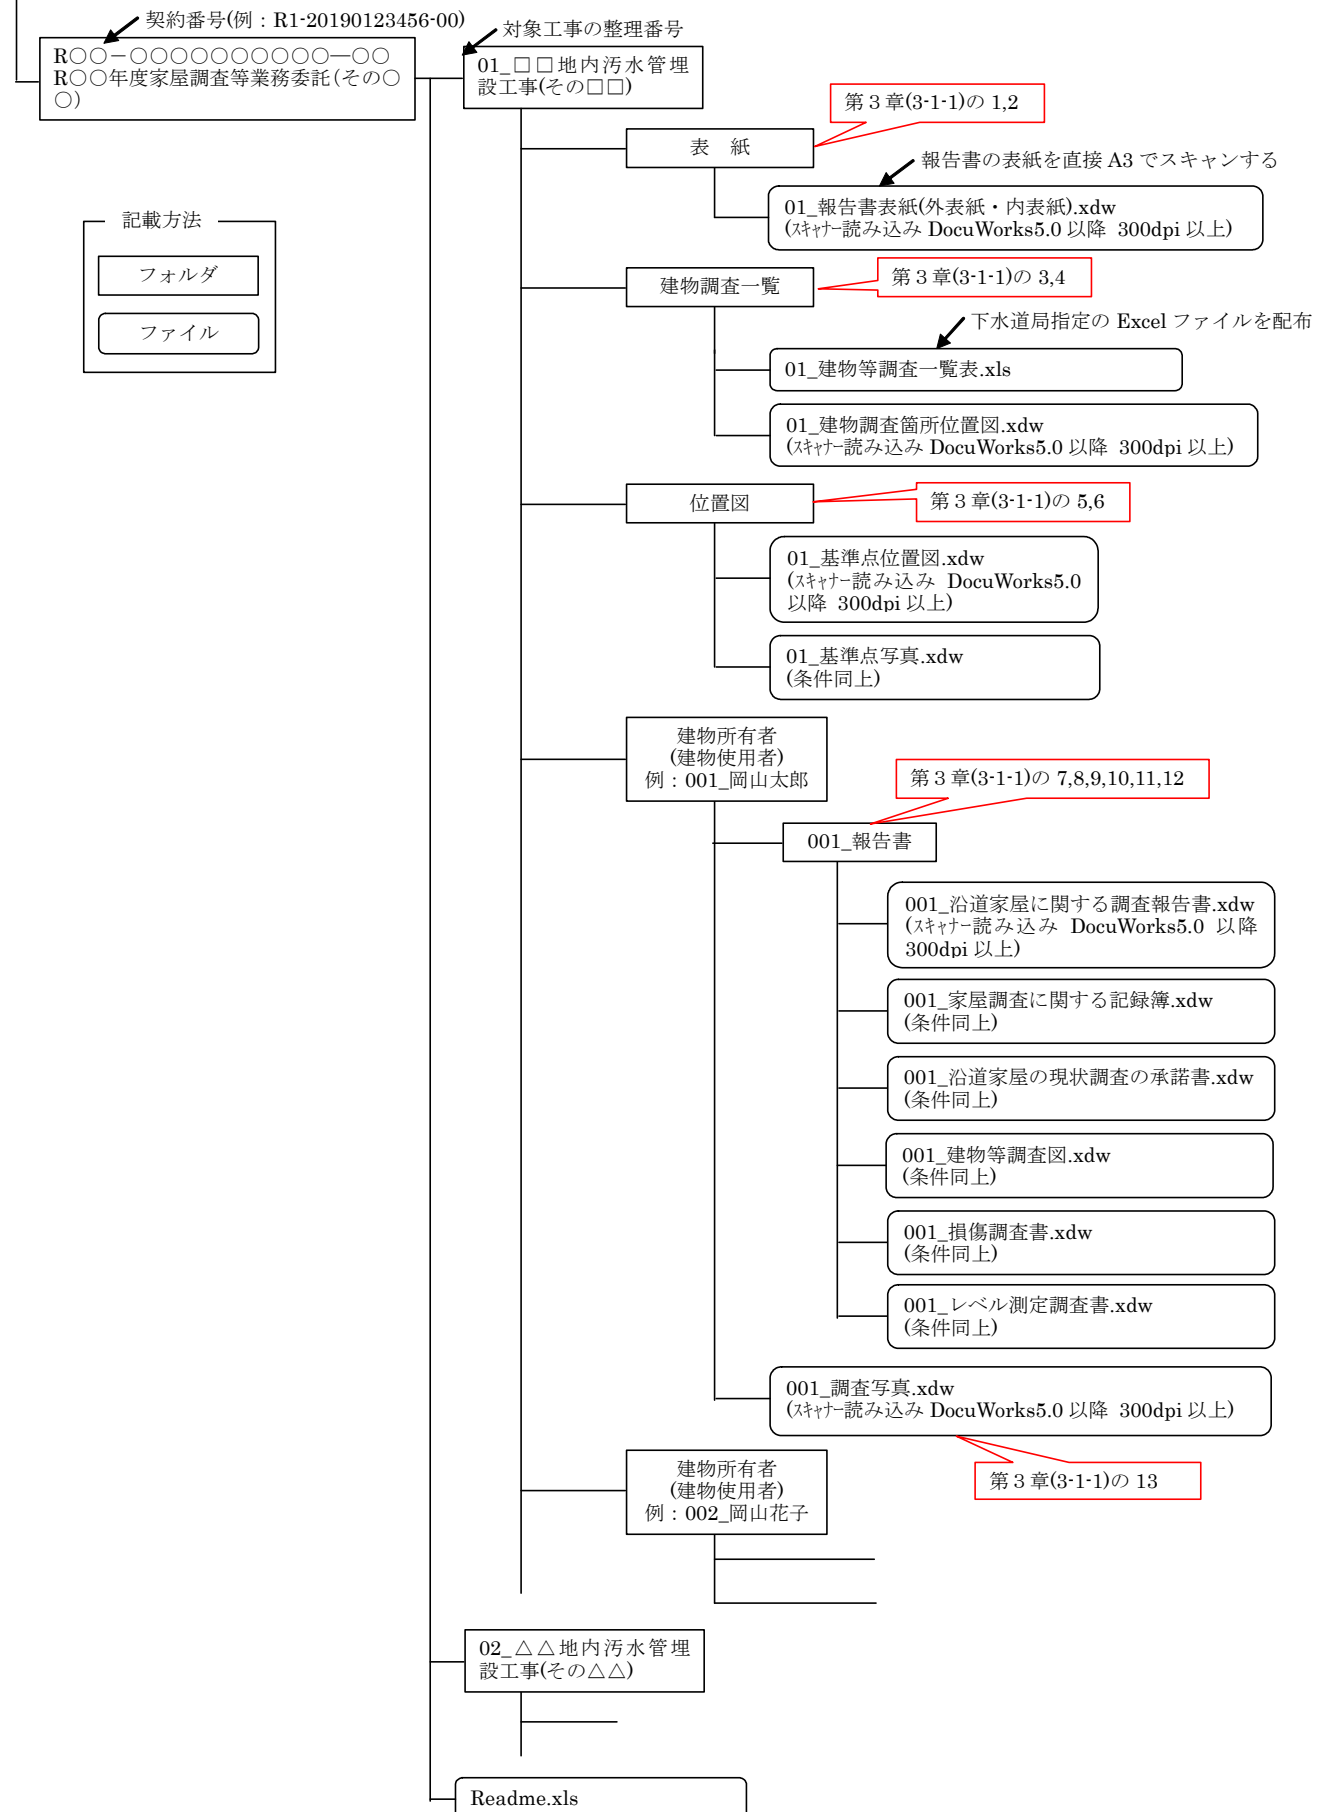 契約番号(例：R1-20190123456-00)
R〇〇－〇〇〇〇〇〇〇〇〇〇―〇〇
R〇〇年度家屋調査等業務委託(その〇
〇)
対象工事の整理番号
01_□□地内汚水管埋
設工事(その□□)
第３章(3-1-1)の 1,2
表　紙
報告書の表紙を直接 A3 でスキャンする
01_報告書表紙(外表紙・内表紙).xdw
(ｽｷｬﾅｰ読み込み DocuWorks5.0 以降 300dpi 以上)
記載方法
フォルダ
ファイル
建物調査一覧
第３章(3-1-1)の 3,4
下水道局指定の Excel ファイルを配布
01_建物等調査一覧表.xls
01_建物調査箇所位置図.xdw
(ｽｷｬﾅｰ読み込み DocuWorks5.0 以降 300dpi 以上)
位置図
第３章(3-1-1)の 5,6
01_基準点位置図.xdw
(ｽｷｬﾅｰ読み込み DocuWorks5.0
以降 300dpi 以上)
01_基準点写真.xdw
(条件同上)
建物所有者
(建物使用者)
例：001_岡山太郎
第３章(3-1-1)の 7,8,9,10,11,12
001_報告書
001_沿道家屋に関する調査報告書.xdw
(ｽｷｬﾅｰ読み込み DocuWorks5.0 以降
300dpi 以上)
001_家屋調査に関する記録簿.xdw
(条件同上)
001_沿道家屋の現状調査の承諾書.xdw
(条件同上)
001_建物等調査図.xdw
(条件同上)
001_損傷調査書.xdw
(条件同上)
001_レベル測定調査書.xdw
(条件同上)
001_調査写真.xdw
(ｽｷｬﾅｰ読み込み DocuWorks5.0 以降 300dpi 以上)
第３章(3-1-1)の 13
建物所有者
(建物使用者)
例：002_岡山花子
02_△△地内汚水管埋
設工事(その△△)
Readme.xls